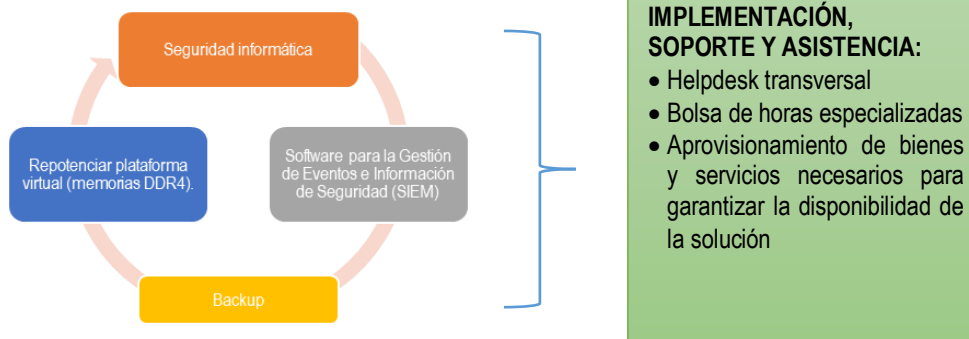 Seguridad informática
Software para la Gestión
de Eventos e Información
de Seguridad (SIEM)
Backup
Repotenciar plataforma
virtual (memorias DDR4).
IMPLEMENTACIÓN,
SOPORTE Y ASISTENCIA:
• Helpdesk transversal
• Bolsa de horas especializadas
• Aprovisionamiento de bienes
y servicios necesarios para
garantizar la disponibilidad de
la solución